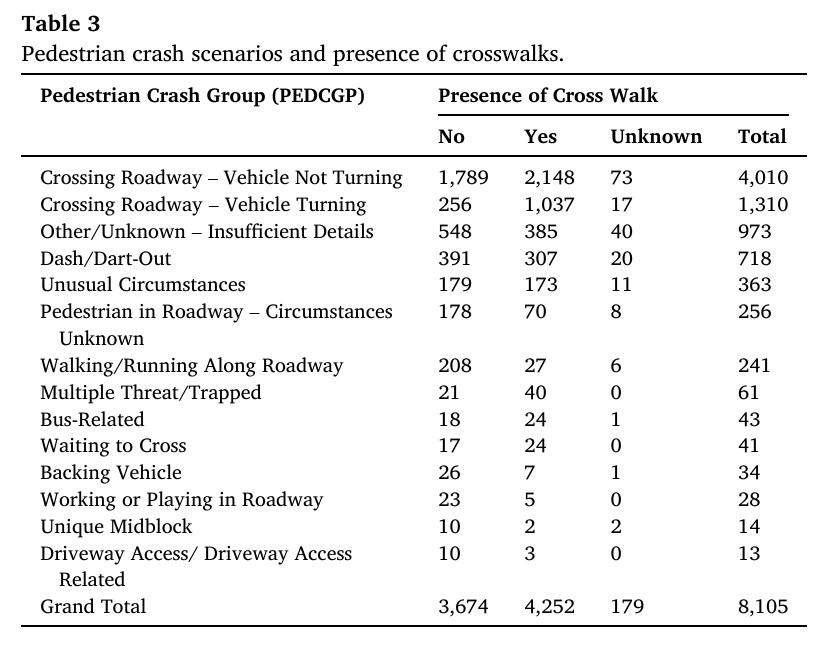 Table 3
Pedestrian crash scenarios and presence of crosswalks.
Pedestrian Crash Group (PEDCGP) Presence of Cross Walk
No Yes Unknown Total
Crossing Roadway – Vehicle Not Turning 1,789 2,148 73 4,010
Crossing Roadway – Vehicle Turning 256 1,037 17 1,310
Other/Unknown – Insufficient Details 548 385 40 973
Dash/Dart-Out 391 307 20 718
Unusual Circumstances 179 173 11 363
Pedestrian in Roadway – Circumstances 178 70 8 256
Unknown
Walking/Running Along Roadway 208 27 6 241
Multiple Threat/Trapped 21 40 0 61
Bus-Related 18 24 1 43
Waiting to Cross 17 24 0 41
Backing Vehicle 26 7 1 34
Working or Playing in Roadway 23 5 0 28
Unique Midblock 10 2 2 14
Driveway Access/ Driveway Access 10 3 0 13
Related
Grand Total 3,674 4,252 179 8,105